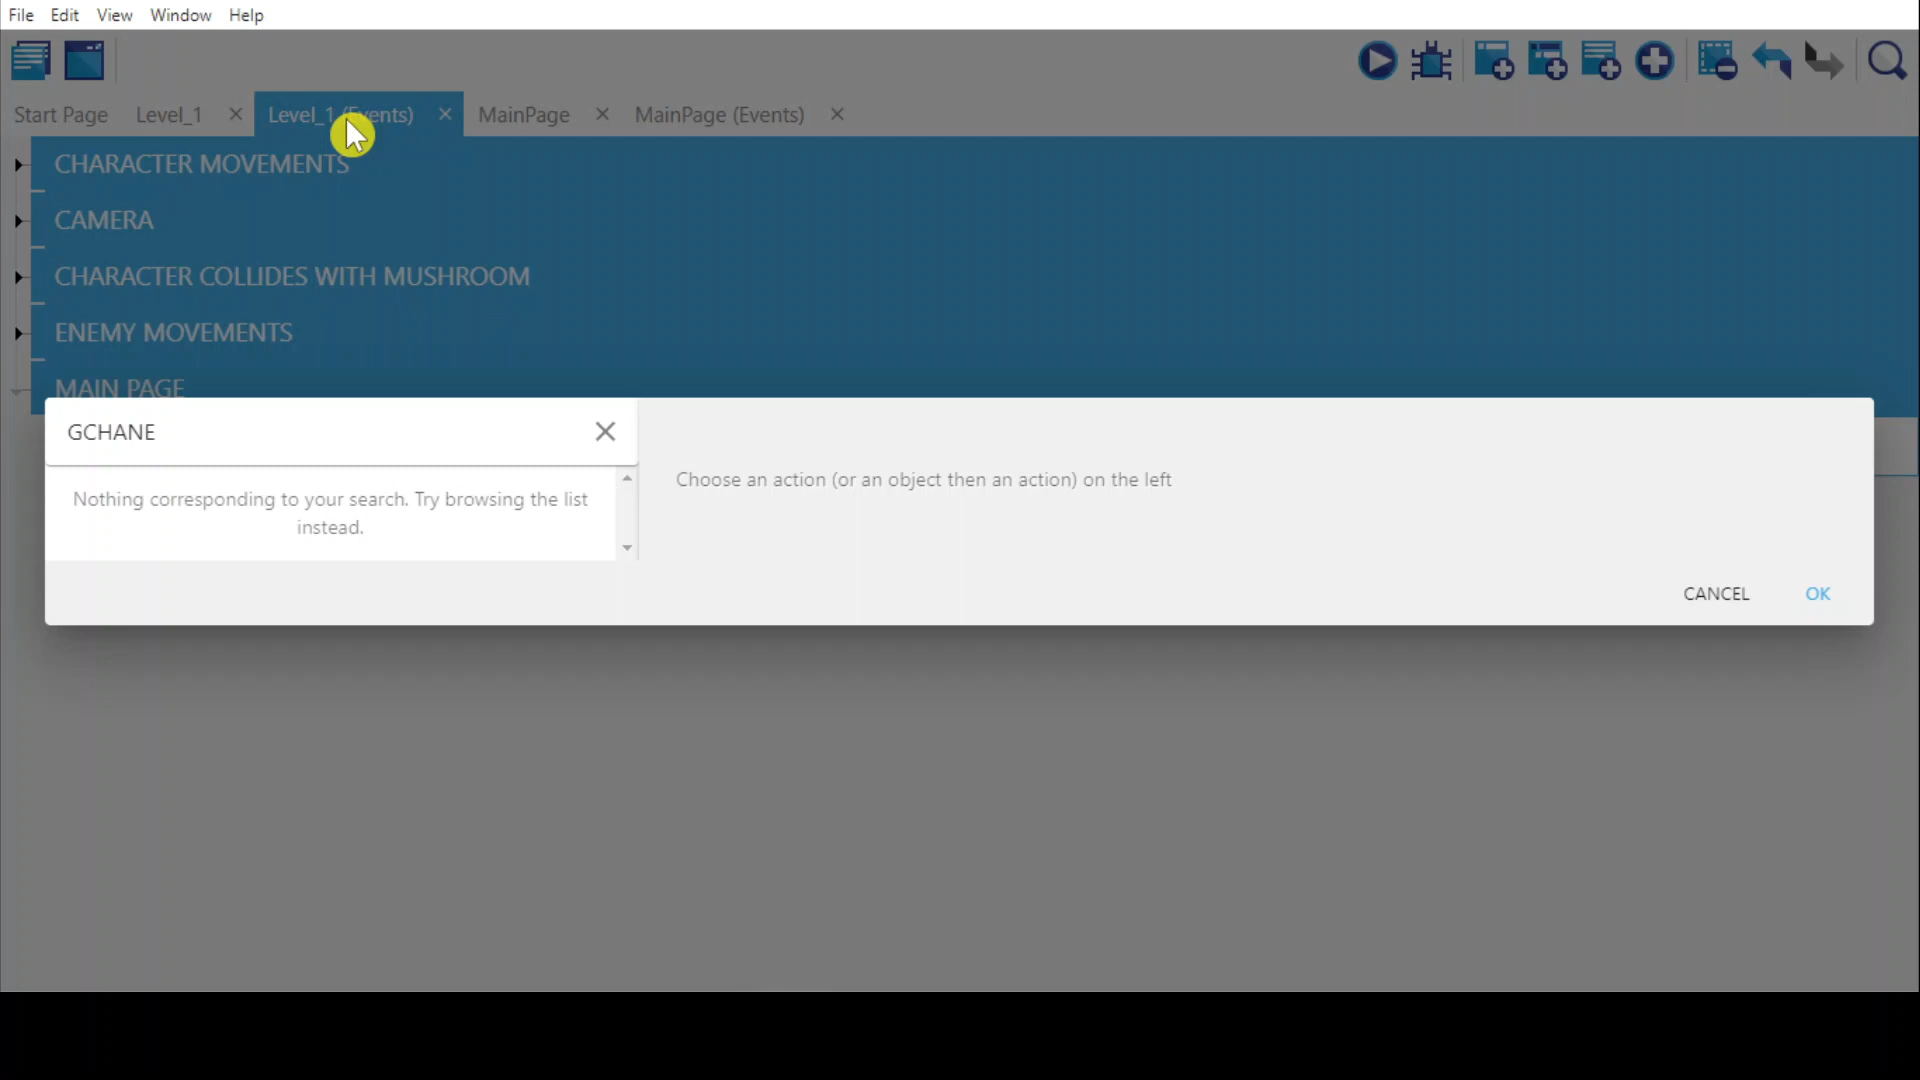 File Edit View Window Help
Start Page Level_1 Level_1 (Events) MainPage MainPage (Events)
CHARACTER MOVEMENTS
CAMERA
CHARACTER COLLIDES WITH MUSHROOM
ENEMY MOVEMENTS
MAIN PAGE
GCHANE
Nothing corresponding to your search. Try browsing the list
instead.
Choose an action (or an object then an action) on the left
CANCEL OK